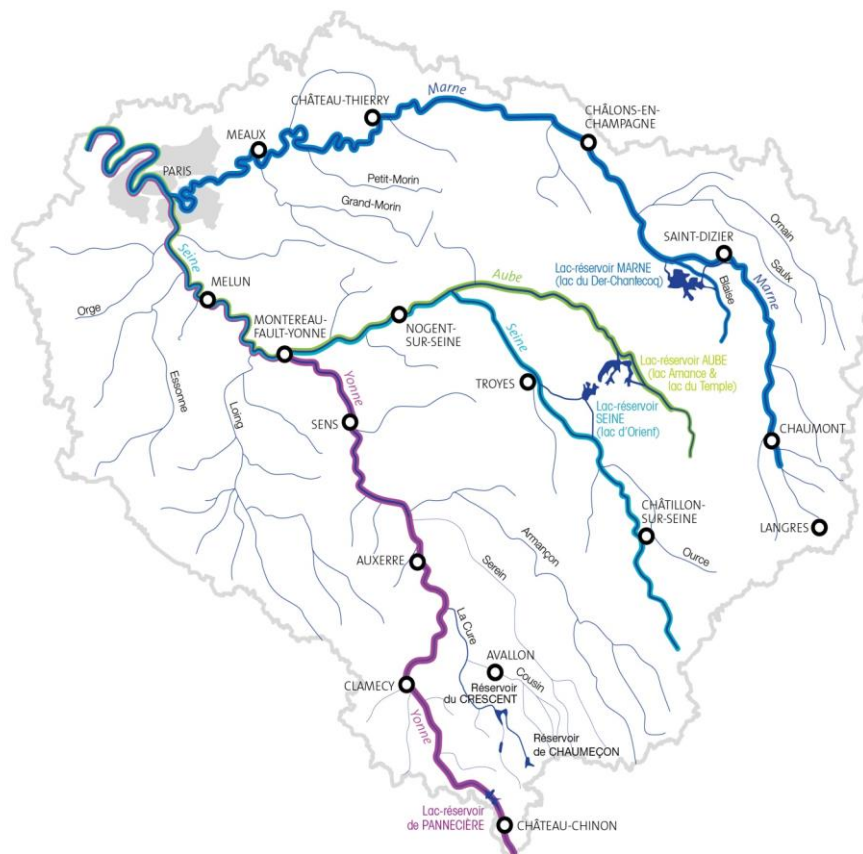 Marne
CHÂTEAU-THIERRY
CHÂLONS-EN-
CHAMPAGNE
MEAUX
PARIS
Petit-Morin
Grand-Morin
Ornain
SAINT-DIZIER
Saulx
Seine
Aube
Lac-réservoir MARNE
(lac du Der-Chantecoq)
Blaise
Marne
MELUN
Orge
MONTEREAU-
FAULT-YONNE
NOGENT-
SUR-SEINE
Seine
Lac-réservoir AUBE
(lac Amance &
lac du Temple)
Essonne
Loing
Yonne
TROYES
Lac-réservoir
SEINE
(lac d'Orient)
SENS
CHAUMONT
CHÂTILLON-
SUR-SEINE
LANGRES
Armançon
Ource
Serein
AUXERRE
La Cure
AVALLON
Cousin
CLAMECY
Réservoir
du CRESCENT
Yonne
Réservoir
de CHAUMEÇON
Lac-réservoir
de PANNECIÈRE
CHÂTEAU-CHINON